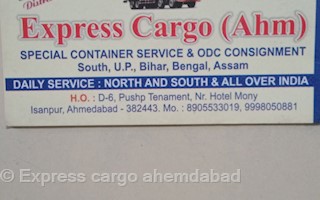 Express Cargo (Ahm)
SPECIAL CONTAINER SERVICE & ODC CONSIGNMENT
South, U.P., Bihar, Bengal, Assam
DAILY SERVICE : NORTH AND SOUTH & ALL OVER INDIA
H.O. : D-6, Pushp Tenament, Nr. Hotel Mony
Isanpur, Ahmedabad - 382443. Mo.: 8905533019, 9998050881
© Express cargo ahemdabad